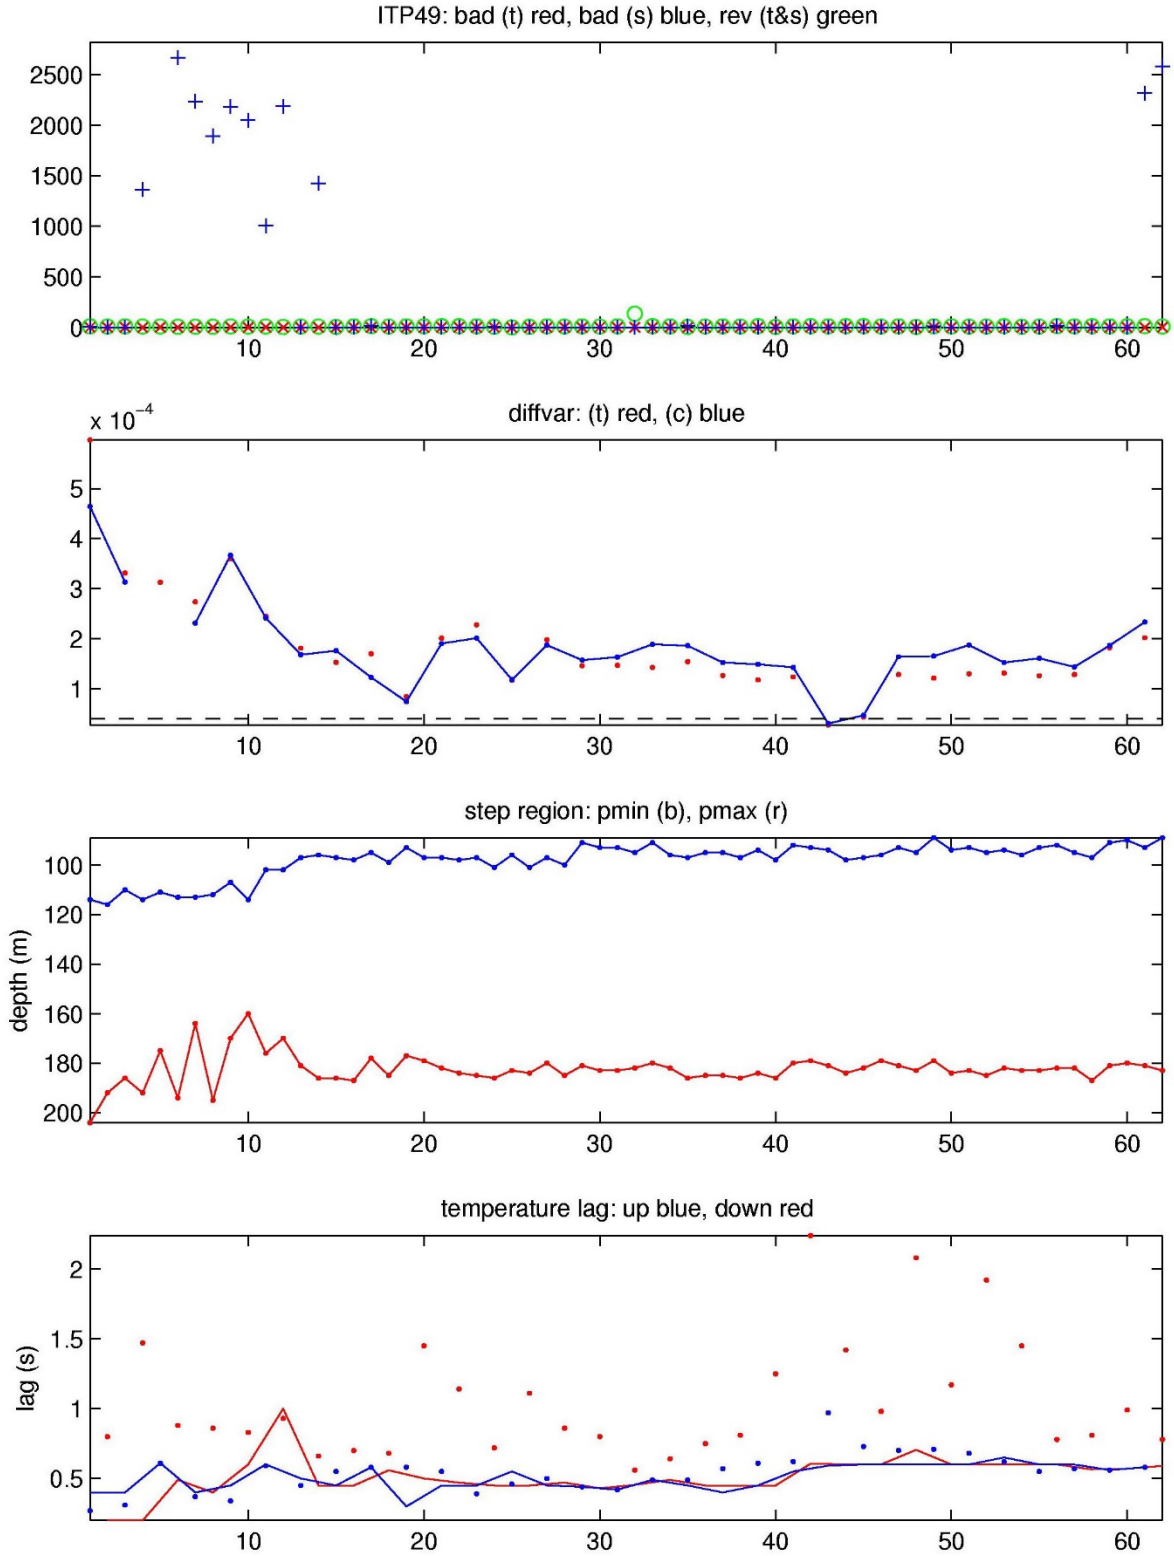 ITP49: bad (t) red, bad (s) blue, rev (t&s) green
2500
2000
1500
1000
500
0
10 20 30 40 50 60
diffvar: (t) red, (c) blue
x 10^-4
5
4
3
2
1
10 20 30 40 50 60
step region: pmin (b), pmax (r)
depth (m)
100
120
140
160
180
200
10 20 30 40 50 60
temperature lag: up blue, down red
lag (s)
2
1.5
1
0.5
10 20 30 40 50 60